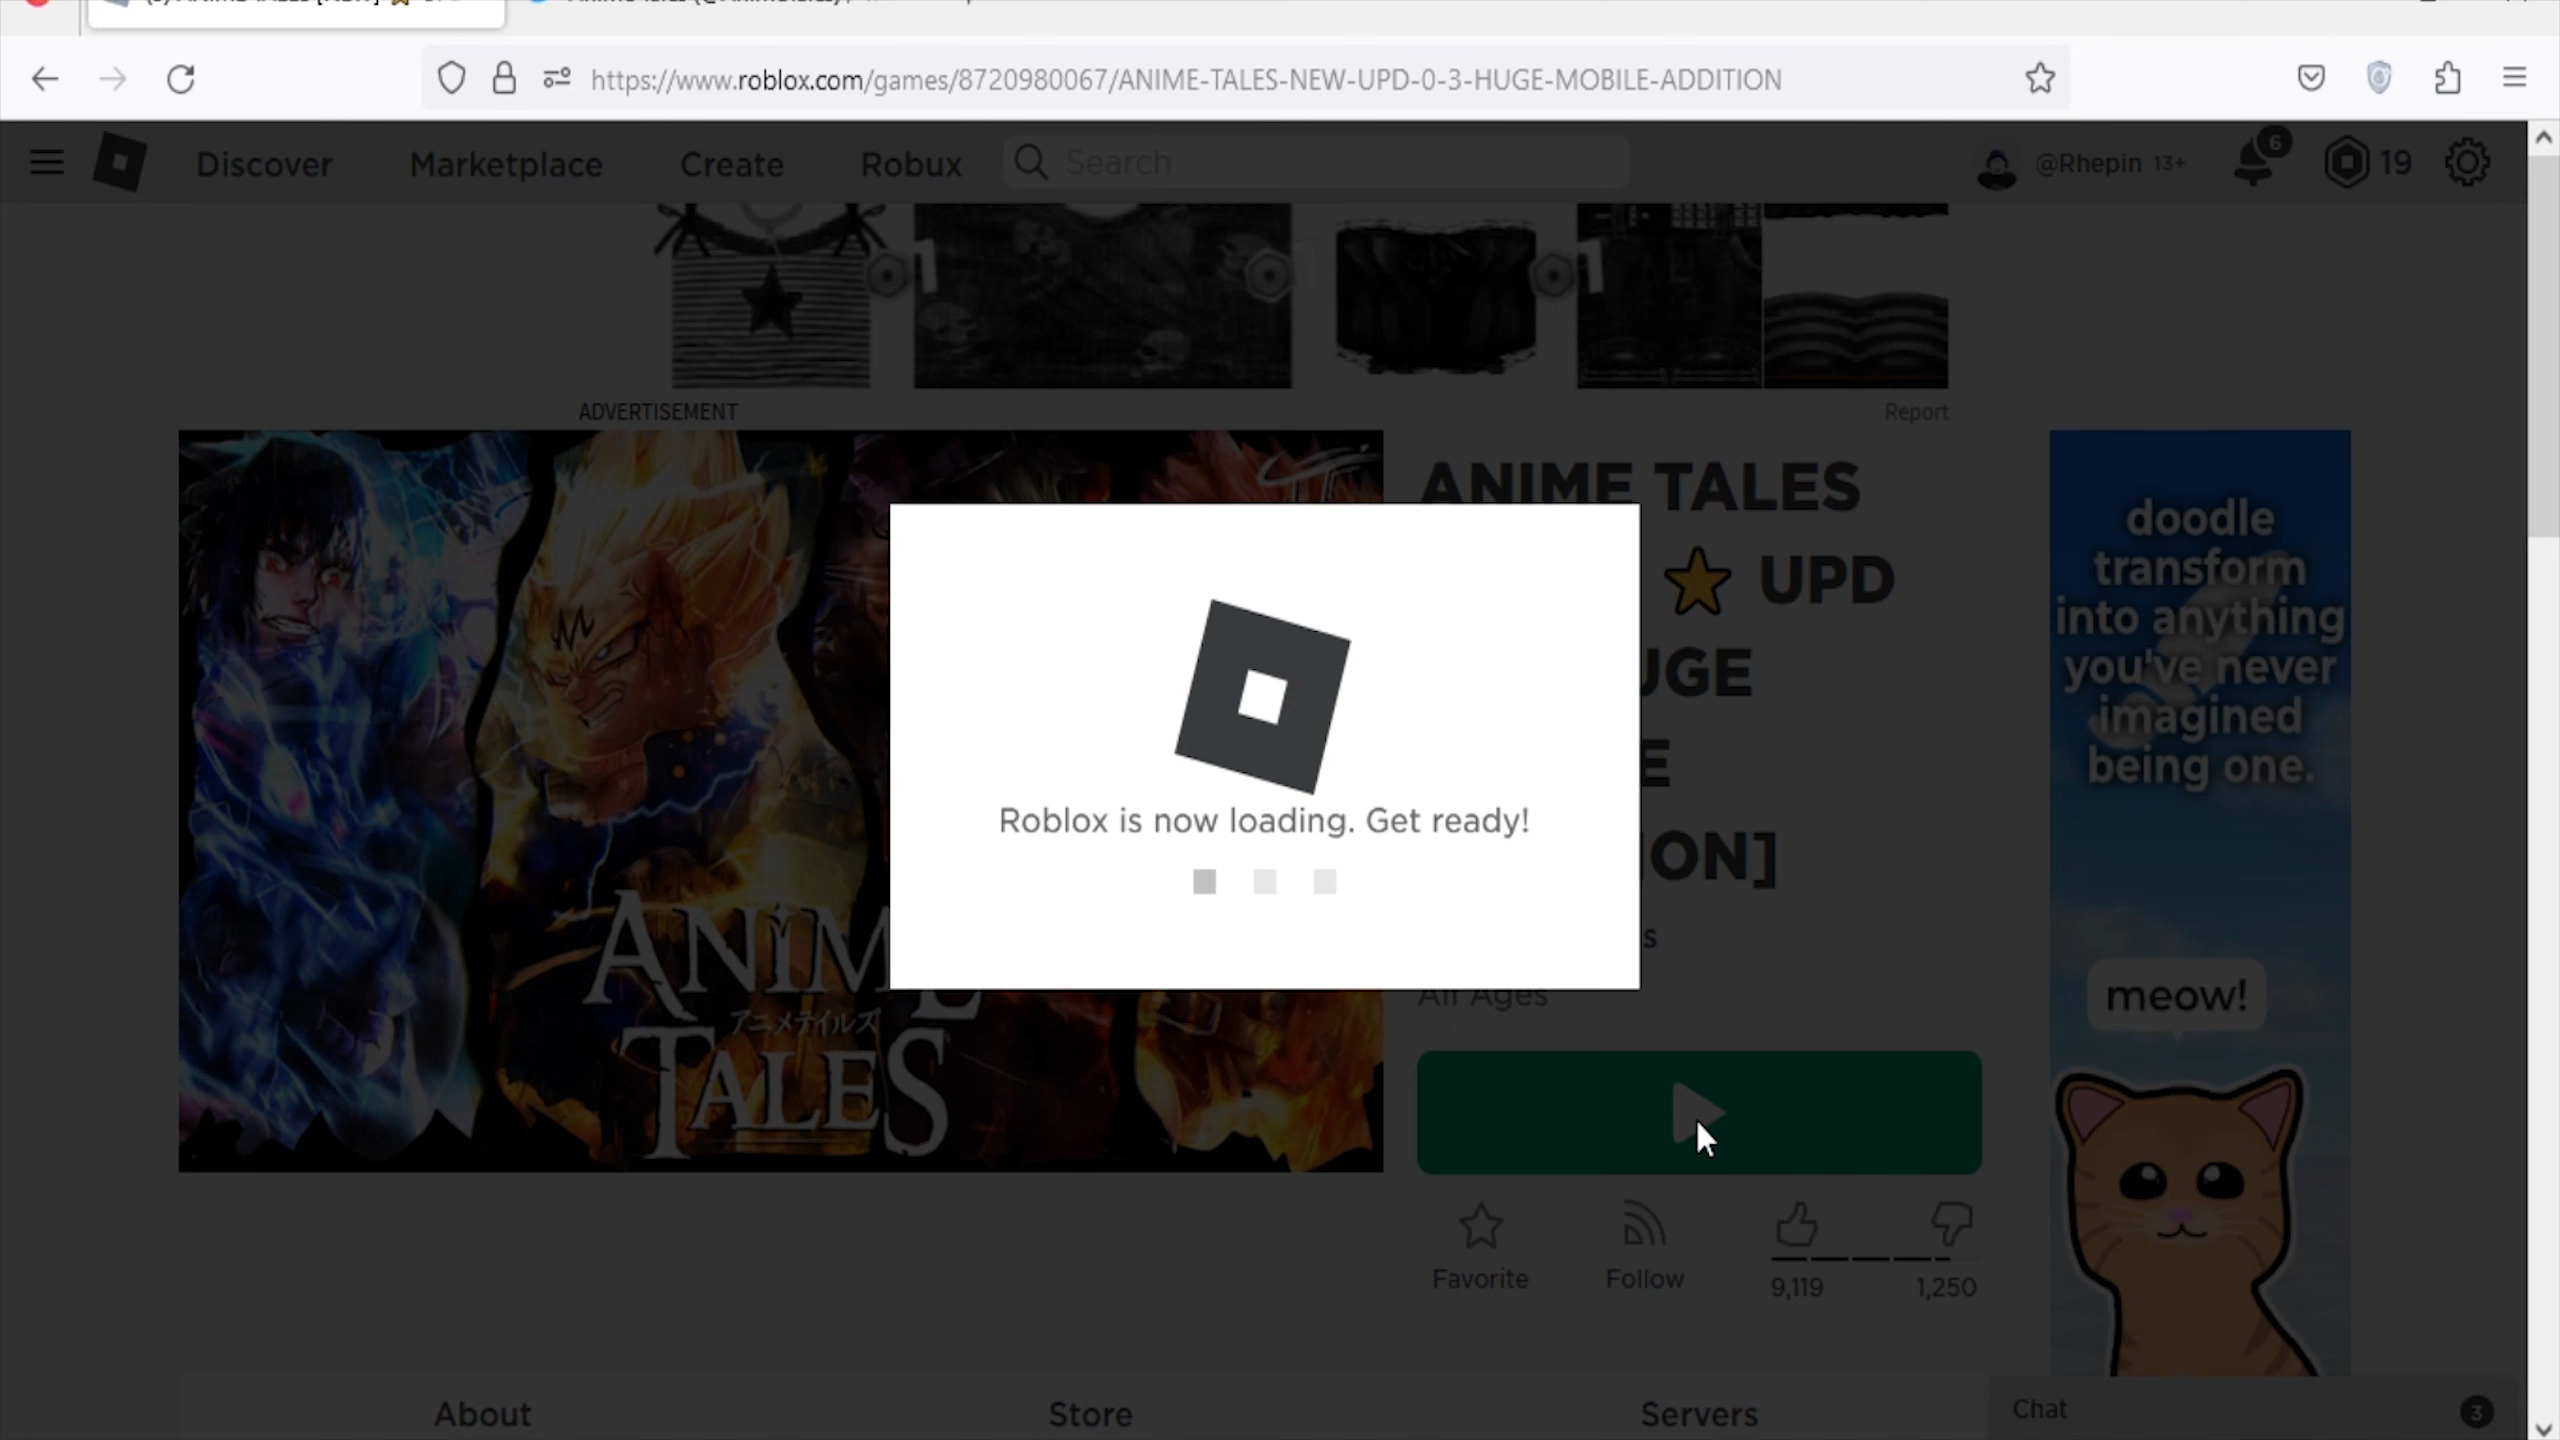 https://www.roblox.com/games/8720980067/ANIME-TALES-NEW-UPD-0-3-HUGE-MOBILE-ADDITION
Discover
Marketplace
Create
Robux
Search
@Rhepin 13+
6
19
1
1
ADVERTISEMENT
Report
ANIME TALES
UPD
UGE
E
ION]
s
All Ages
Roblox is now loading. Get ready!
ANIME
アニメテイルズ
TALES
doodle
transform
into anything
you've never
imagined
being one.
meow!
Favorite
Follow
9,119
1,250
About
Store
Servers
Chat
3